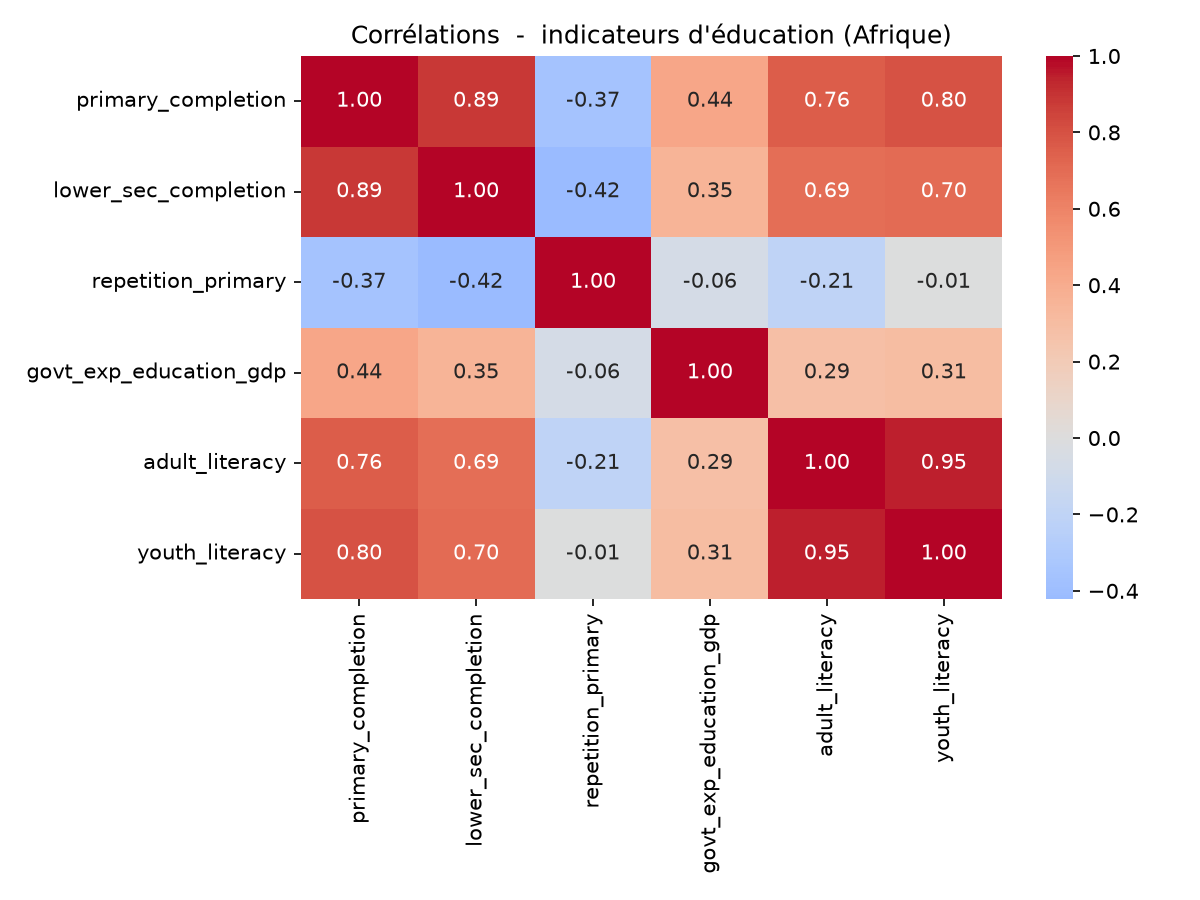 Corrélations  -  indicateurs d'éducation (Afrique)
primary_completion 1.00 0.89 -0.37 0.44 0.76 0.80
lower_sec_completion 0.89 1.00 -0.42 0.35 0.69 0.70
repetition_primary -0.37 -0.42 1.00 -0.06 -0.21 -0.01
govt_exp_education_gdp 0.44 0.35 -0.06 1.00 0.29 0.31
adult_literacy 0.76 0.69 -0.21 0.29 1.00 0.95
youth_literacy 0.80 0.70 -0.01 0.31 0.95 1.00
primary_completion
lower_sec_completion
repetition_primary
govt_exp_education_gdp
adult_literacy
youth_literacy
1.0
0.8
0.6
0.4
0.2
0.0
−0.2
−0.4